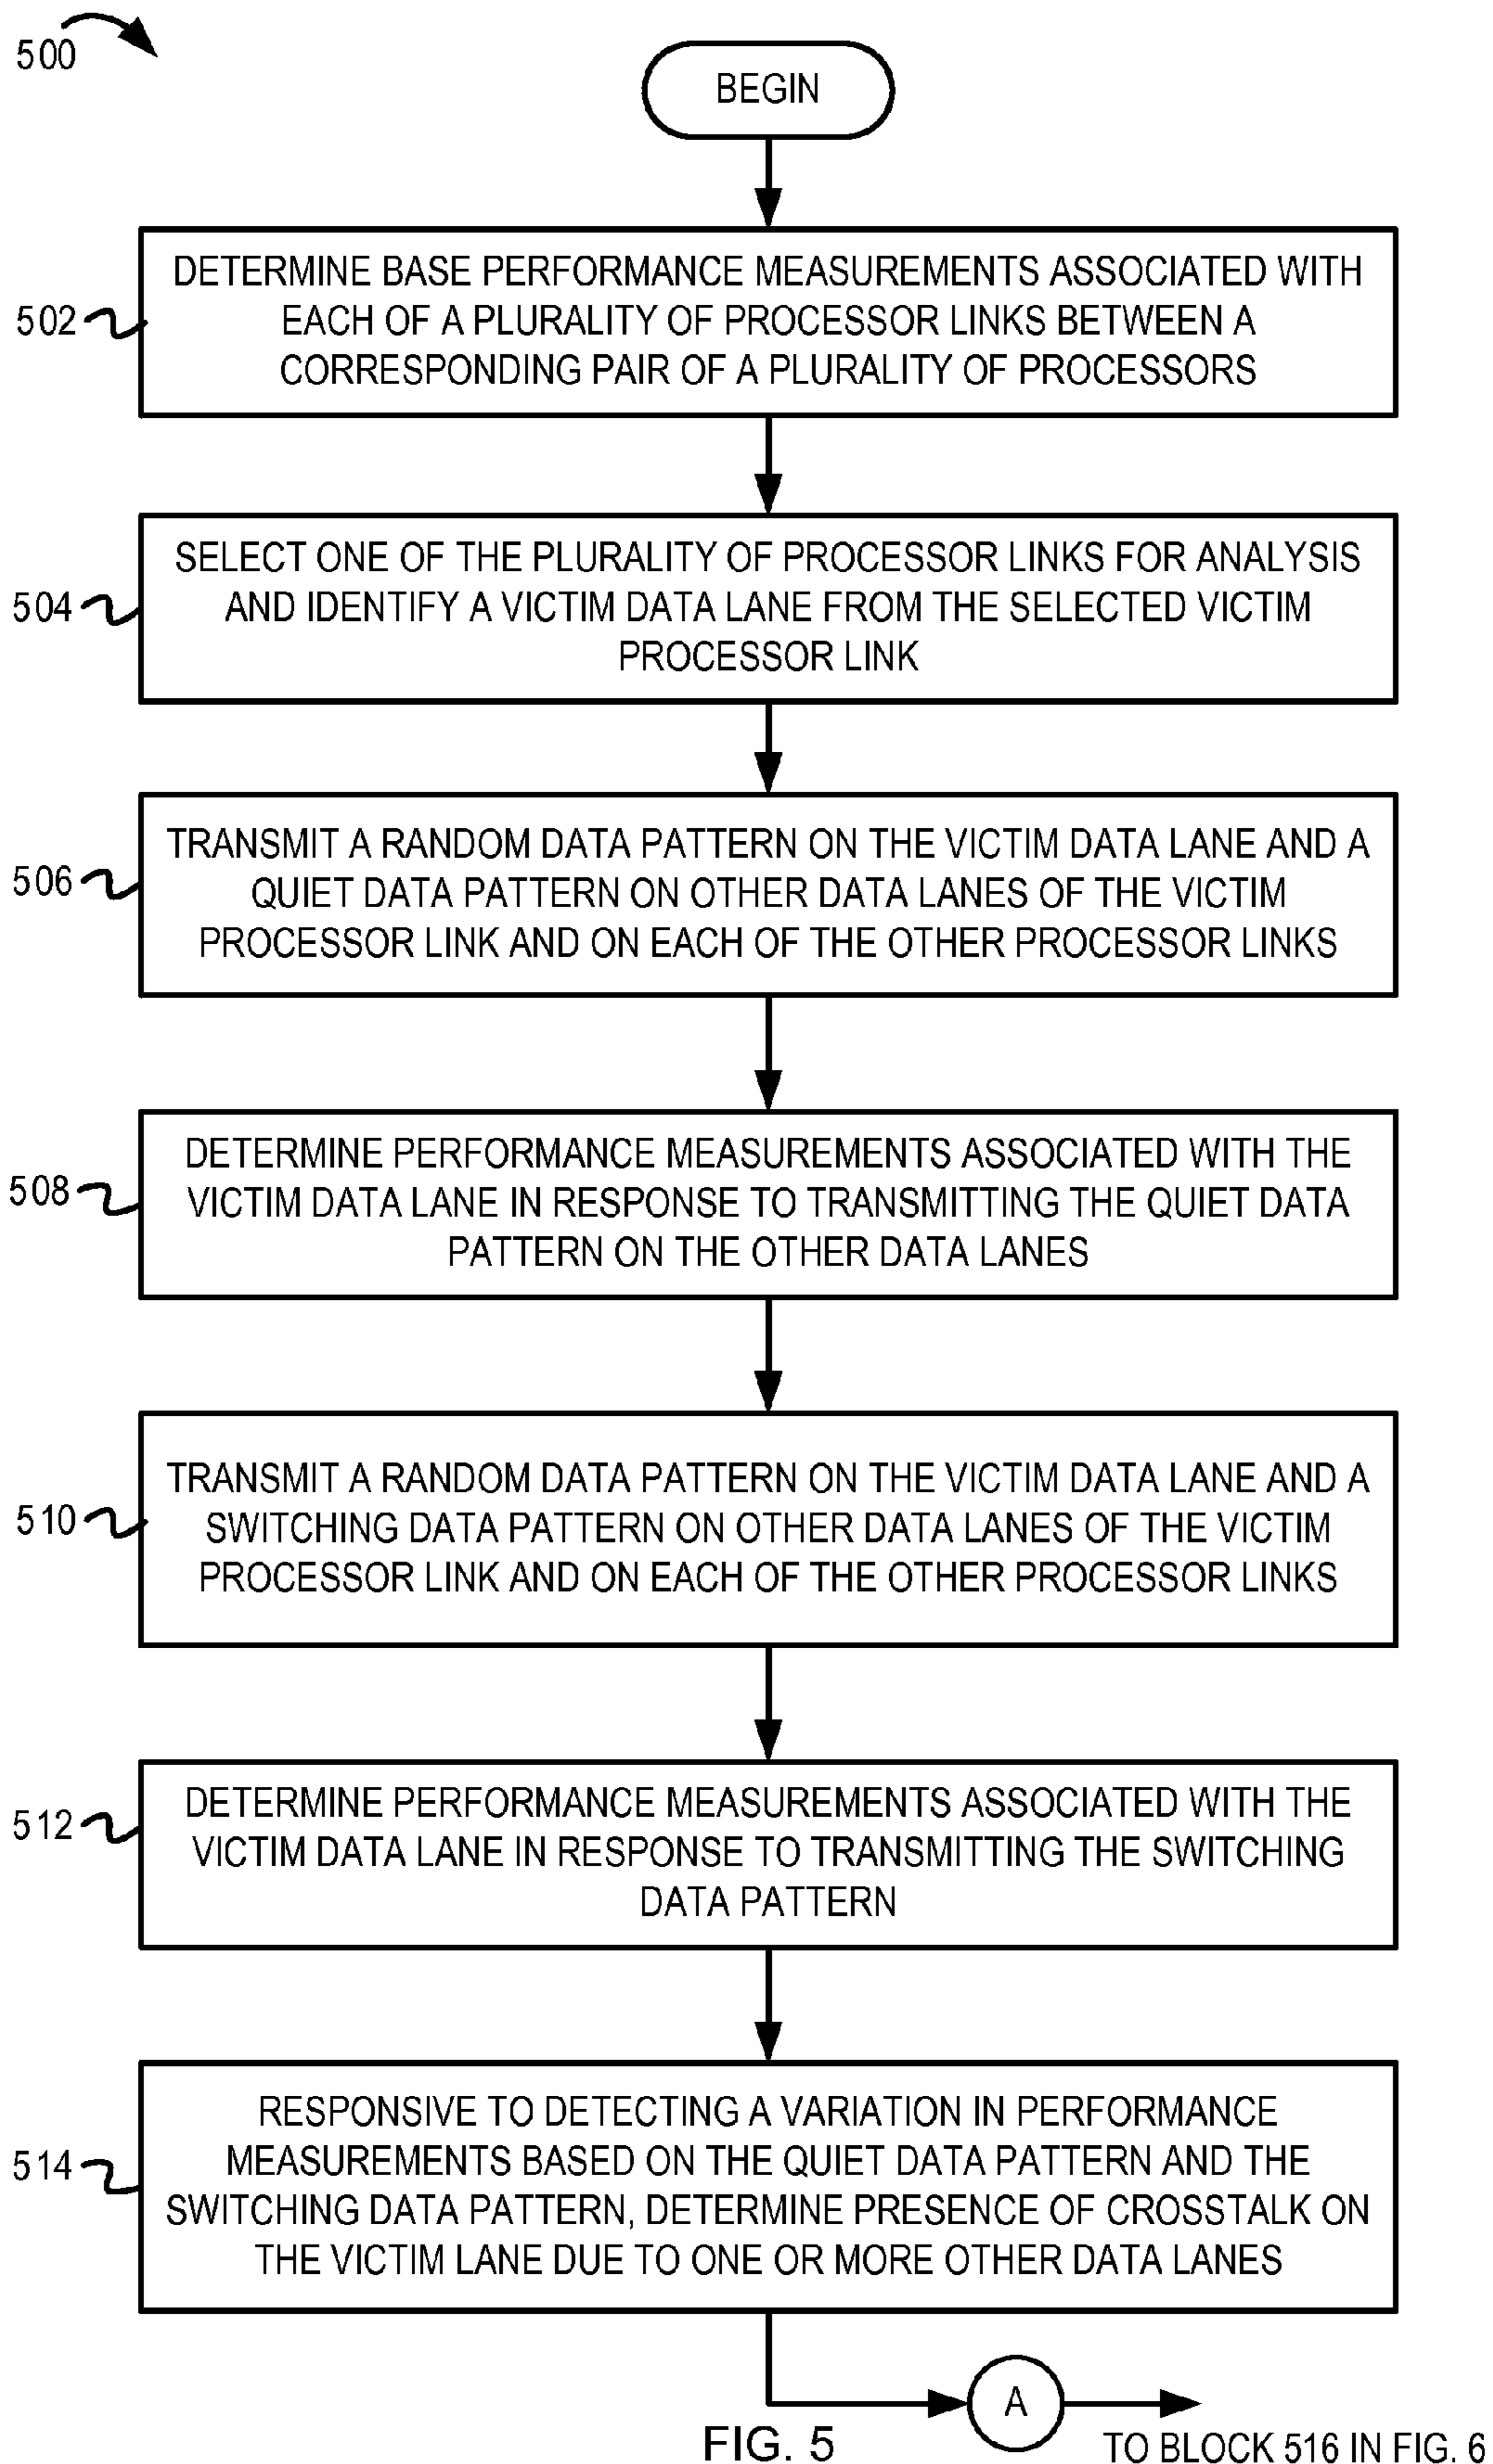 500
BEGIN
502
DETERMINE BASE PERFORMANCE MEASUREMENTS ASSOCIATED WITH
EACH OF A PLURALITY OF PROCESSOR LINKS BETWEEN A
CORRESPONDING PAIR OF A PLURALITY OF PROCESSORS
504
SELECT ONE OF THE PLURALITY OF PROCESSOR LINKS FOR ANALYSIS
AND IDENTIFY A VICTIM DATA LANE FROM THE SELECTED VICTIM
PROCESSOR LINK
506
TRANSMIT A RANDOM DATA PATTERN ON THE VICTIM DATA LANE AND A
QUIET DATA PATTERN ON OTHER DATA LANES OF THE VICTIM
PROCESSOR LINK AND ON EACH OF THE OTHER PROCESSOR LINKS
508
DETERMINE PERFORMANCE MEASUREMENTS ASSOCIATED WITH THE
VICTIM DATA LANE IN RESPONSE TO TRANSMITTING THE QUIET DATA
PATTERN ON THE OTHER DATA LANES
510
TRANSMIT A RANDOM DATA PATTERN ON THE VICTIM DATA LANE AND A
SWITCHING DATA PATTERN ON OTHER DATA LANES OF THE VICTIM
PROCESSOR LINK AND ON EACH OF THE OTHER PROCESSOR LINKS
512
DETERMINE PERFORMANCE MEASUREMENTS ASSOCIATED WITH THE
VICTIM DATA LANE IN RESPONSE TO TRANSMITTING THE SWITCHING
DATA PATTERN
514
RESPONSIVE TO DETECTING A VARIATION IN PERFORMANCE
MEASUREMENTS BASED ON THE QUIET DATA PATTERN AND THE
SWITCHING DATA PATTERN, DETERMINE PRESENCE OF CROSSTALK ON
THE VICTIM LANE DUE TO ONE OR MORE OTHER DATA LANES
A
FIG. 5
TO BLOCK 516 IN FIG. 6